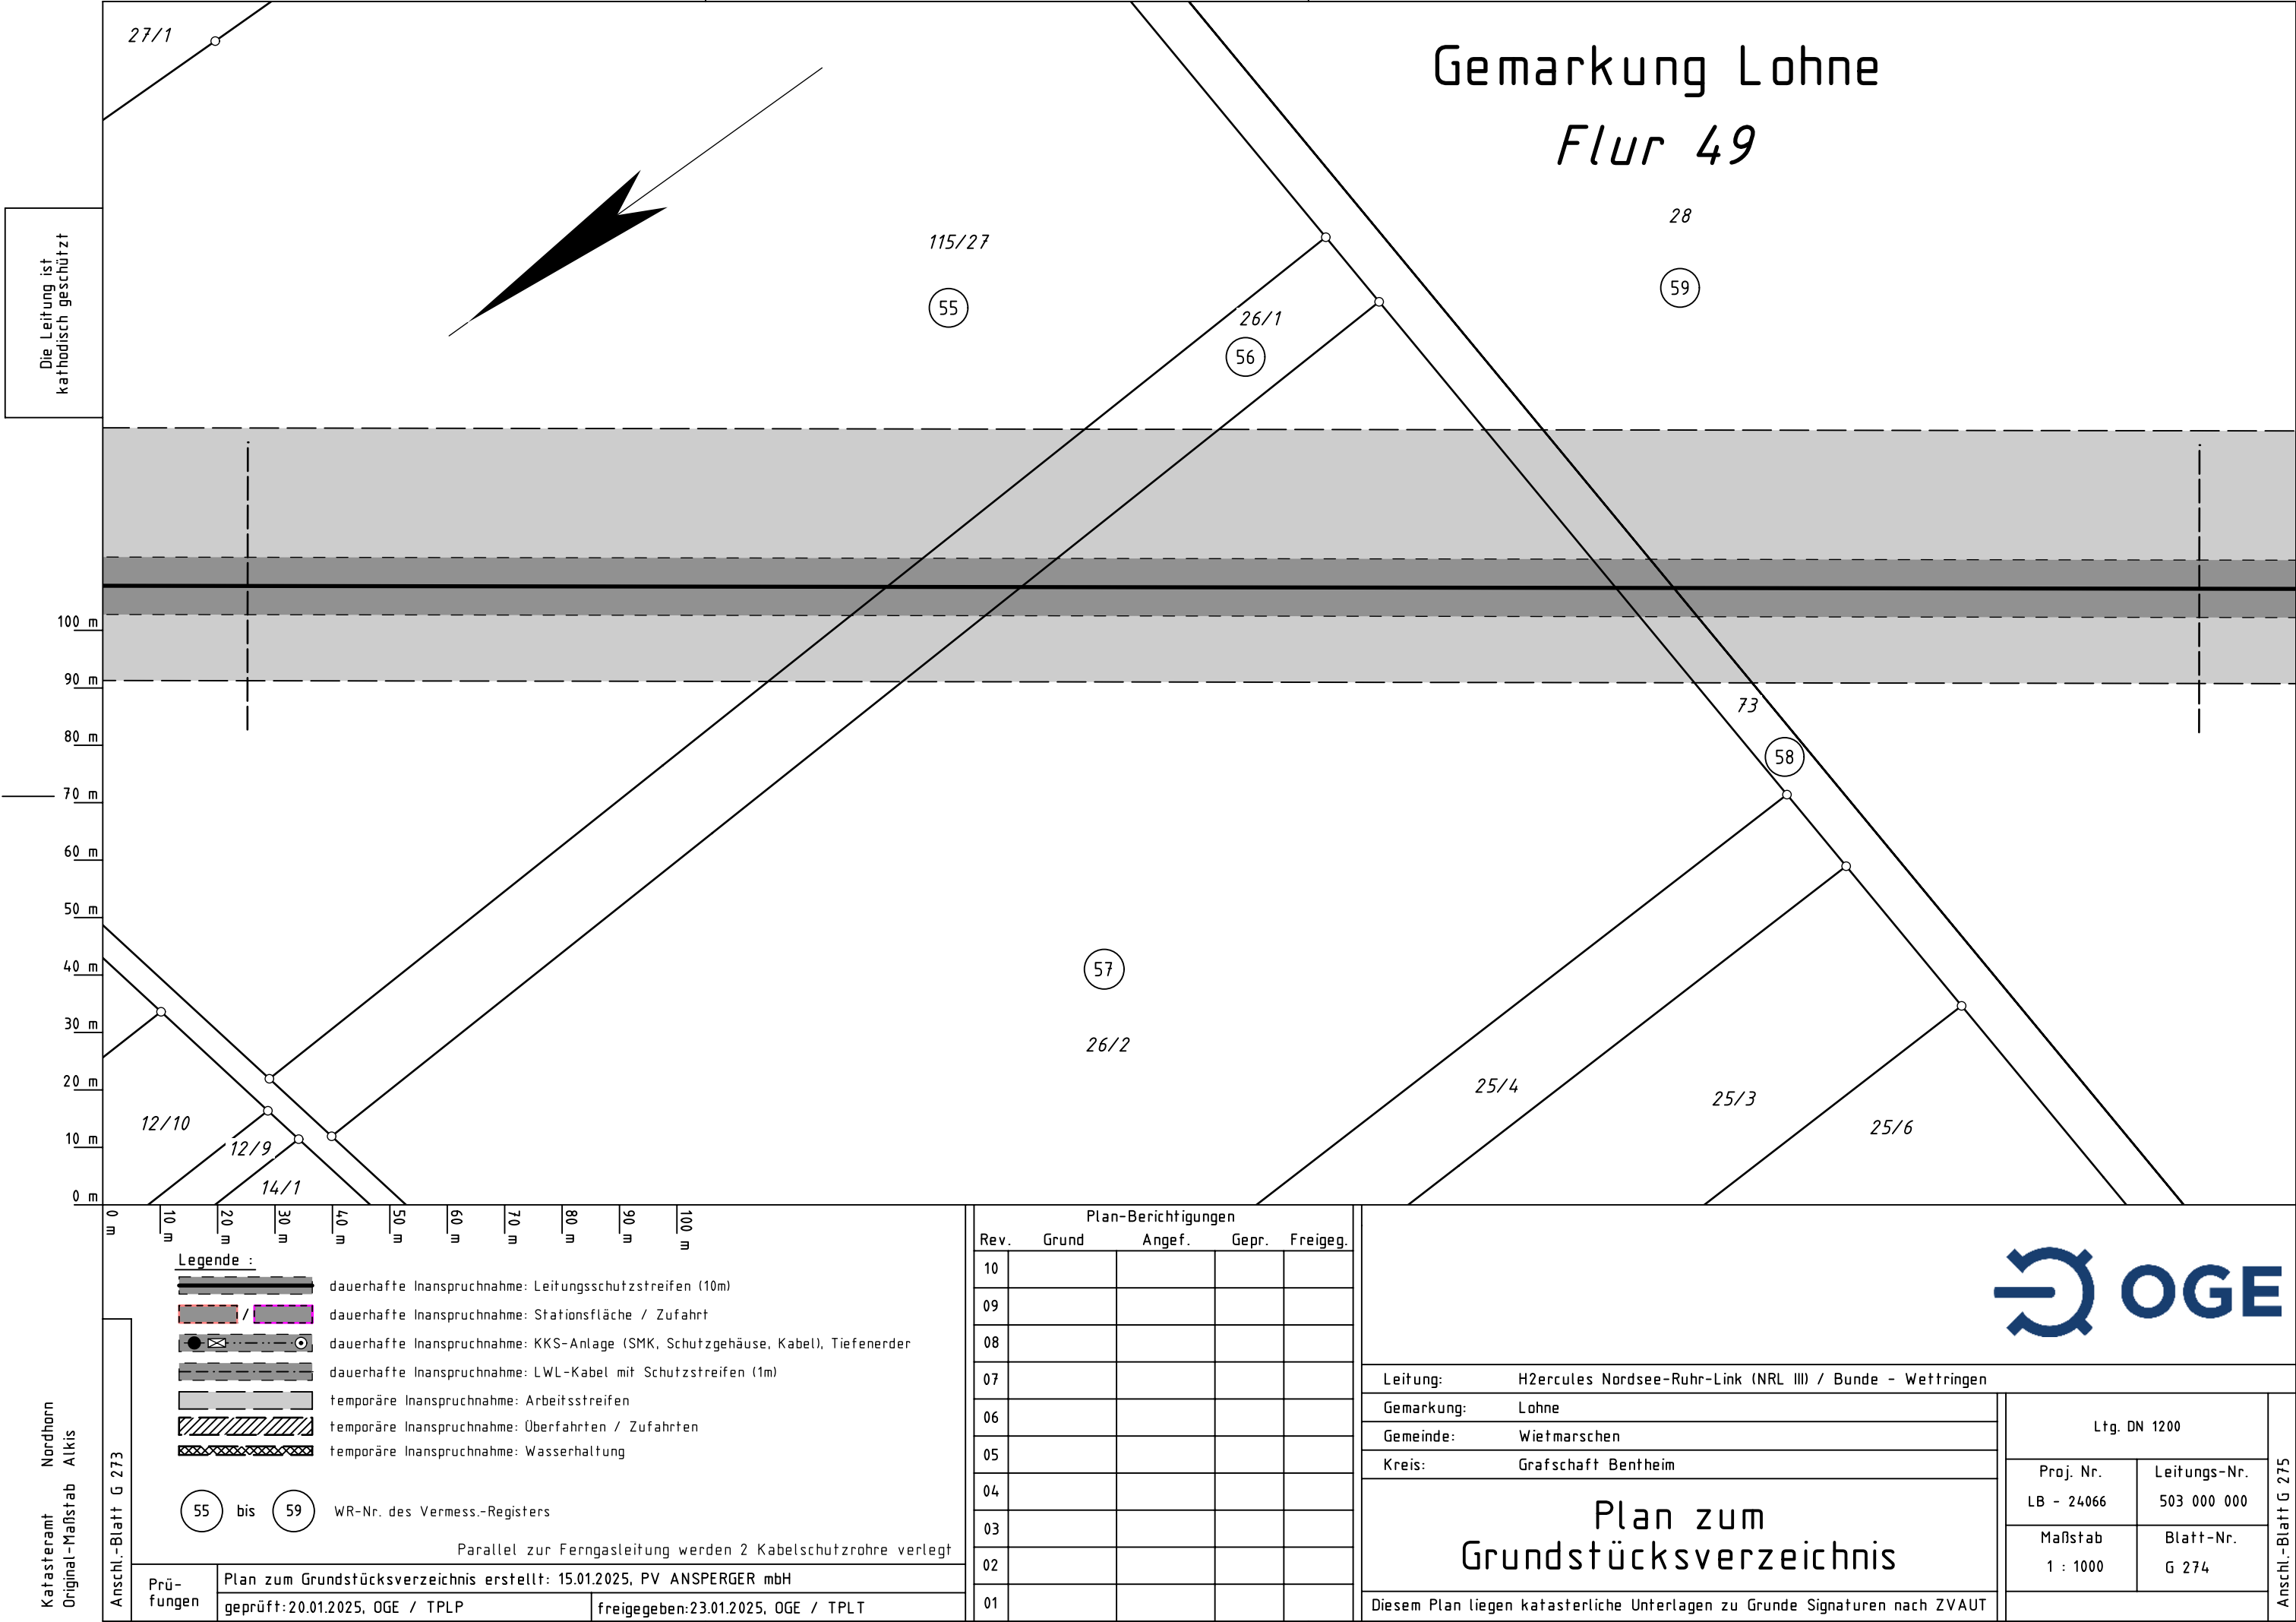 27/1
Gemarkung Lohne
Flur 49
28
59
115/27
55
26/1
56
Die Leitung ist
kathodisch geschützt
73
58
57
26/2
25/4
25/3
25/6
12/10
12/9
14/1
100 m
90 m
80 m
70 m
60 m
50 m
40 m
30 m
20 m
10 m
0 m
0 m
10 m
20 m
30 m
40 m
50 m
60 m
70 m
80 m
90 m
100 m
Legende :
dauerhafte Inanspruchnahme: Leitungsschutzstreifen (10m)
/ dauerhafte Inanspruchnahme: Stationsfläche / Zufahrt
dauerhafte Inanspruchnahme: KKS-Anlage (SMK, Schutzgehäuse, Kabel), Tiefenerder
dauerhafte Inanspruchnahme: LWL-Kabel mit Schutzstreifen (1m)
temporäre Inanspruchnahme: Arbeitsstreifen
temporäre Inanspruchnahme: Überfahrten / Zufahrten
temporäre Inanspruchnahme: Wasserhaltung
55 bis 59 WR-Nr. des Vermess.-Registers
Parallel zur Ferngasleitung werden 2 Kabelschutzrohre verlegt
Prü-
fungen
Plan zum Grundstücksverzeichnis erstellt: 15.01.2025, PV ANSPERGER mbH
geprüft:20.01.2025, OGE / TPLP
freigegeben:23.01.2025, OGE / TPLT
Katasteramt Nordhorn
Original-Maßstab Alkis
Anschl.-Blatt G 273
Plan-Berichtigungen
Rev. Grund Angef. Gepr. Freigeg.
10
09
08
07
06
05
04
03
02
01
OGE
Leitung: H2ercules Nordsee-Ruhr-Link (NRL III) / Bunde - Wettringen
Gemarkung: Lohne
Gemeinde: Wietmarschen
Kreis: Grafschaft Bentheim
Plan zum
Grundstücksverzeichnis
Diesem Plan liegen katasterliche Unterlagen zu Grunde Signaturen nach ZVAUT
Ltg. DN 1200
Proj. Nr. Leitungs-Nr.
LB - 24066 503 000 000
Maßstab Blatt-Nr.
1 : 1000 G 274
Anschl.-Blatt G 275